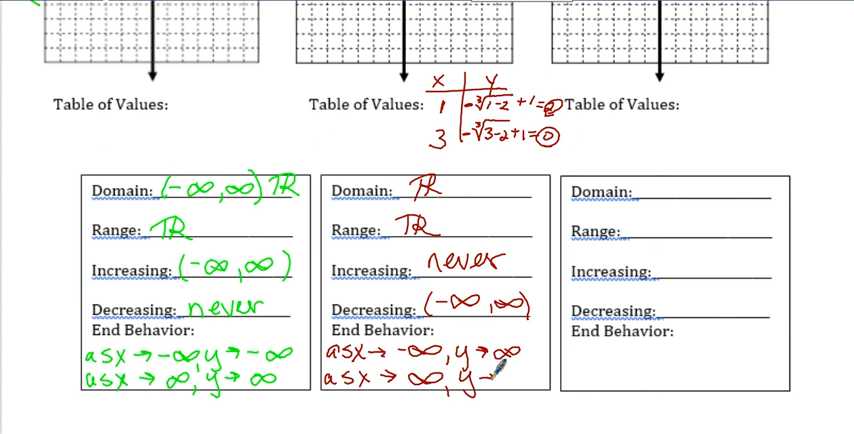 x | y
1 | -∛1-2 +1=2
3 | -∛3-2 +1=0
Table of Values:
Table of Values:
Table of Values:
Domain: (-∞,∞) ℝ
Range: ℝ
Increasing: (-∞,∞)
Decreasing: never
End Behavior:
as x → -∞, y → -∞
as x → ∞, y → ∞
Domain: ℝ
Range: ℝ
Increasing: never
Decreasing: (-∞,∞)
End Behavior:
as x → -∞, y → ∞
as x → ∞, y →
Domain:
Range:
Increasing:
Decreasing:
End Behavior: